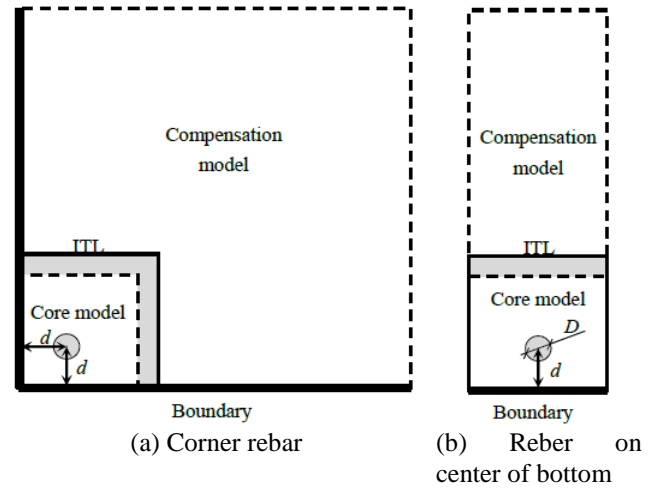 Compensation
model
ITL
Core model
d
d
Boundary
(a) Corner rebar
Compensation
model
ITL
Core model
D
d
Boundary
(b) Reber on
center of bottom